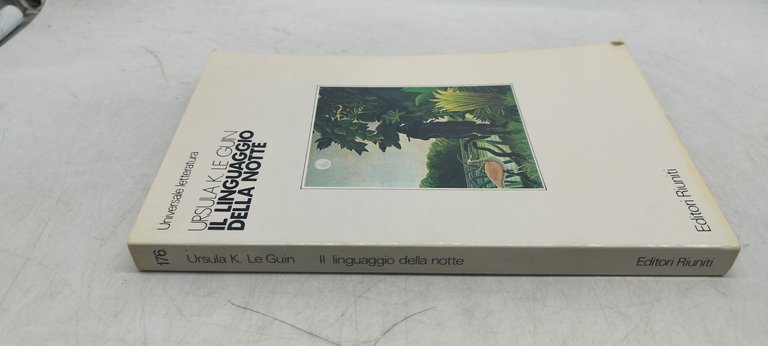 Universale letteratura
URSULA K. LE GUIN
IL LINGUAGGIO
DELLA NOTTE
Editori Riuniti
176 Ursula K. Le Guin Il linguaggio della notte Editori Riuniti